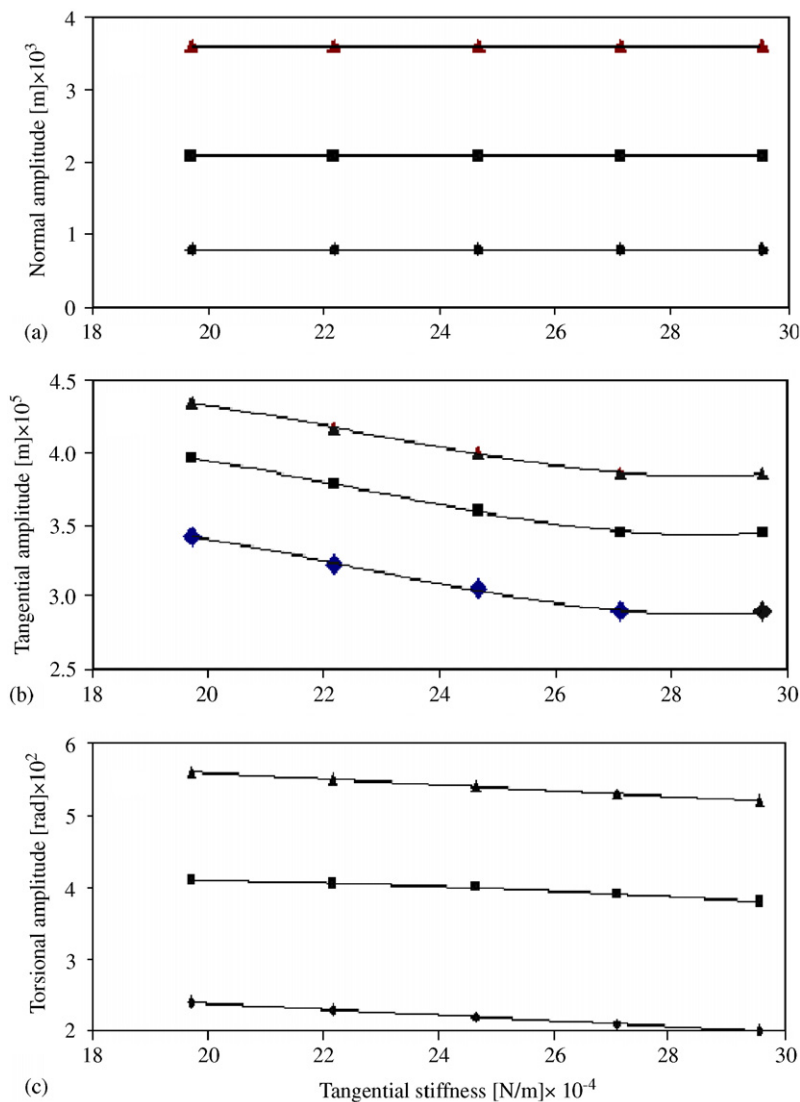 4
3
2
1
0
Normal amplitude [m]×10³
18 20 22 24 26 28 30
(a)
4.5
4.0
3.5
3.0
2.5
Tangential amplitude [m]×10⁵
18 20 22 24 26 28 30
(b)
6
5
4
3
2
Torsional amplitude [rad]×10²
18 20 22 24 26 28 30
(c)
Tangential stiffness [N/m]× 10⁻⁴